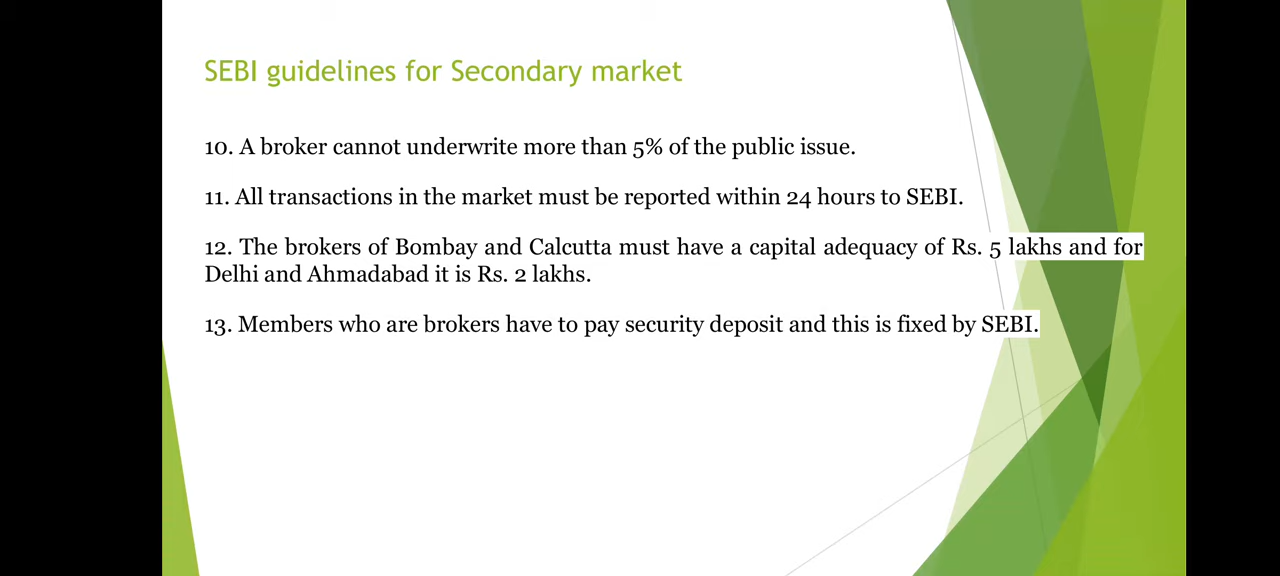 SEBI guidelines for Secondary market
10. A broker cannot underwrite more than 5% of the public issue.
11. All transactions in the market must be reported within 24 hours to SEBI.
12. The brokers of Bombay and Calcutta must have a capital adequacy of Rs. 5 lakhs and for
Delhi and Ahmadabad it is Rs. 2 lakhs.
13. Members who are brokers have to pay security deposit and this is fixed by SEBI.